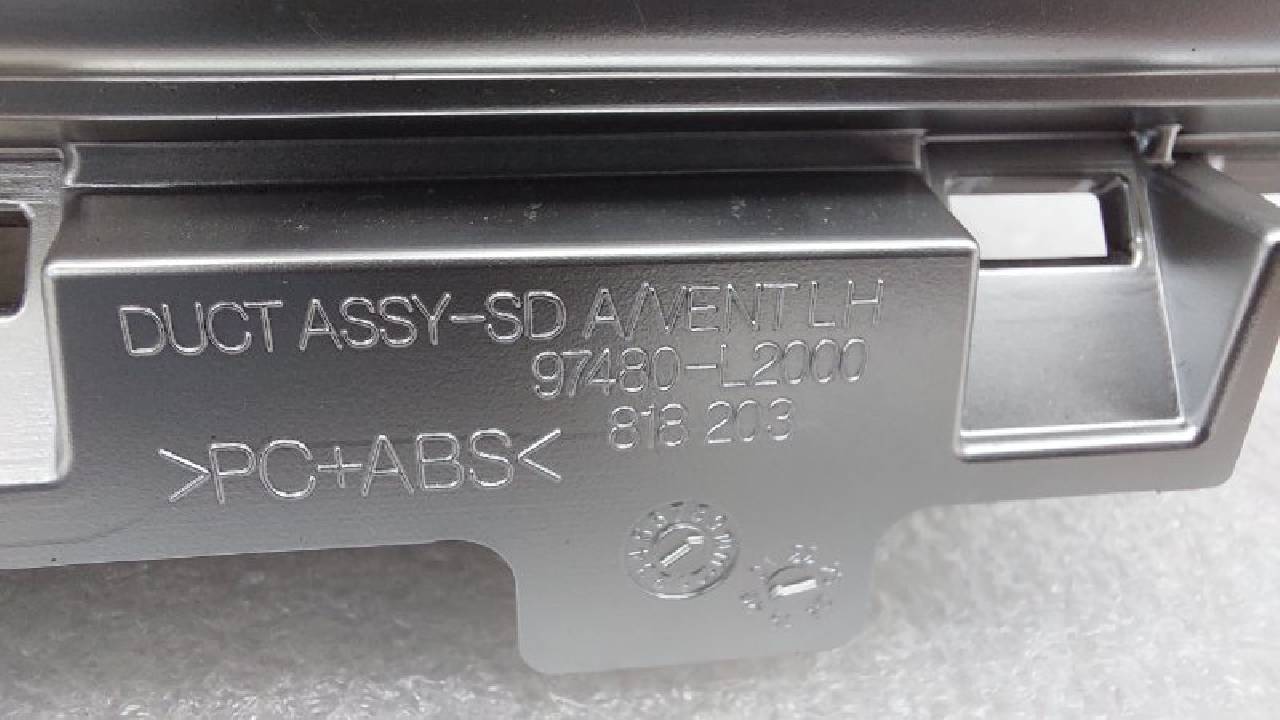 DUCT ASSY-SD A/VENT LH
97480-L2000
818 203
>PC+ABS<